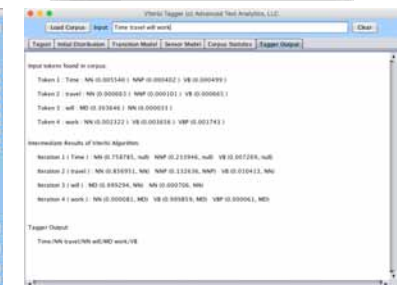 Viterbi Tagger (c) Advanced Text Analytics, LLC.
Load Corpus Input Time travel will work Clear
Tagset Initial Distribution Transition Model Sensor Model Corpus Statistics Tagger Output
Input tokens found in corpus:
Token 1 : Time : NN (0.005540 ) NNP (0.000402 ) VB (0.000499 )
Token 2 : travel : NN (0.000663 ) NNP (0.000101 ) VB (0.000665 )
Token 3 : will : MD (0.393646 ) NN (0.000033 )
Token 4 : work : NN (0.002322 ) VB (0.003656 ) VBP (0.001743 )
Intermediate Results of Viterbi Algorithm:
Iteration 1 ( Time ) : NN (0.758785, null) NNP (0.233946, null) VB (0.007269, null)
Iteration 2 ( travel ) : NN (0.856951, NN) NNP (0.132636, NNP) VB (0.010413, NN)
Iteration 3 ( will ) : MD (0.999294, NN) NN (0.000706, NN)
Iteration 4 ( work ) : NN (0.000081, MD) VB (0.999859, MD) VBP (0.000061, MD)
Tagger Output:
Time/NN travel/NN will/MD work/VB